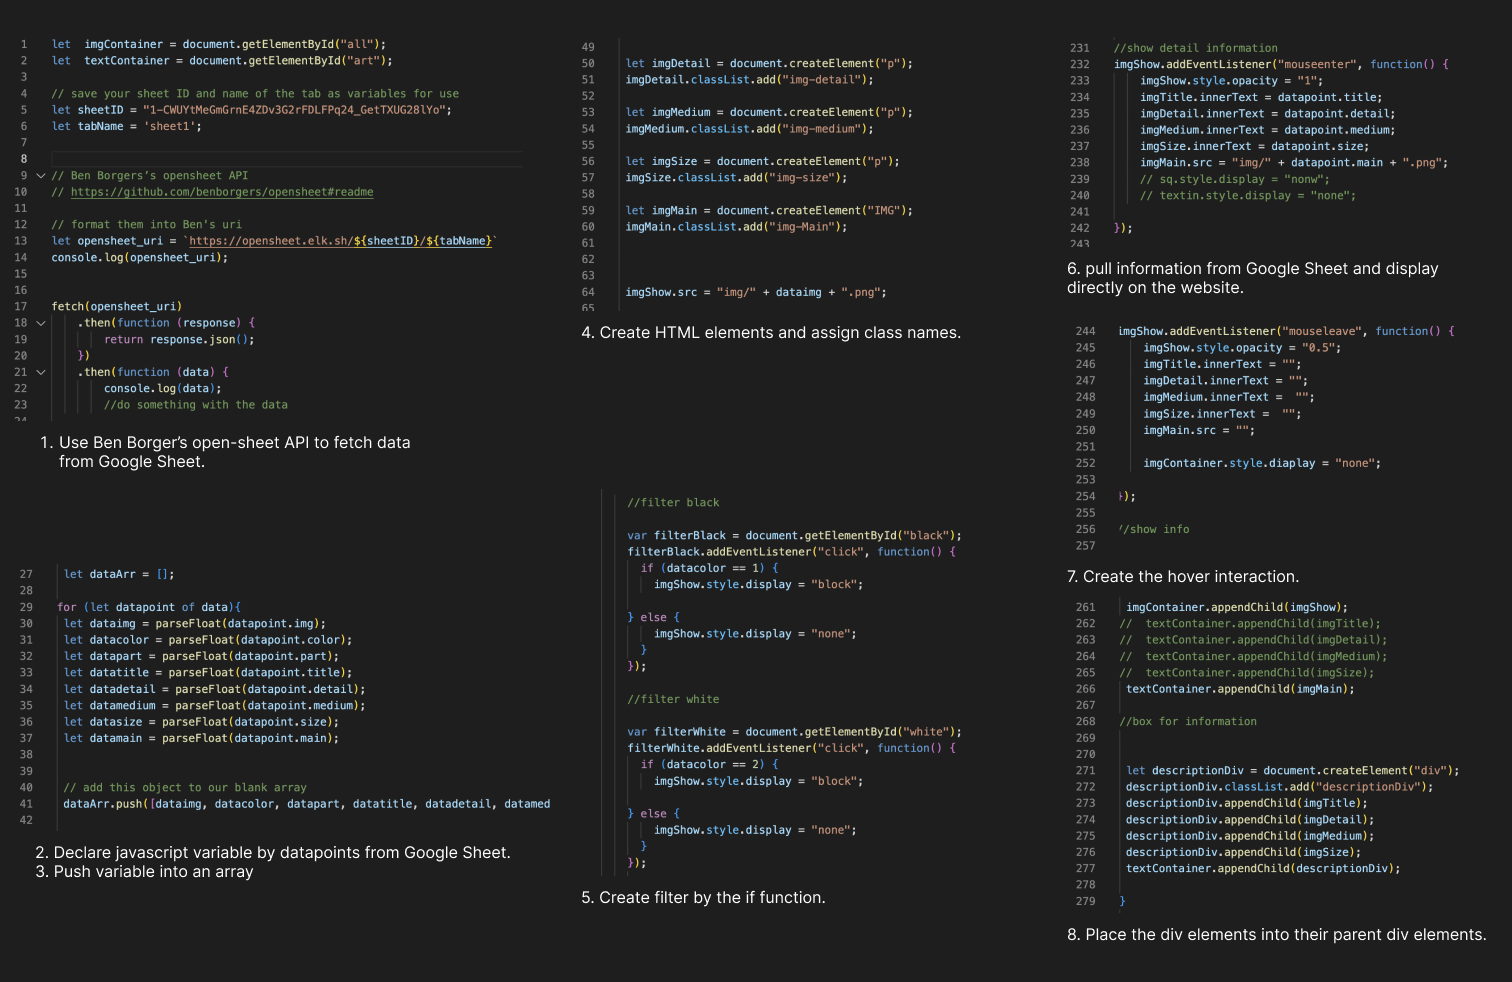 1 let  imgContainer = document.getElementById("all");
2 let  textContainer = document.getElementById("art");
3
4 // save your sheet ID and name of the tab as variables for use
5 let sheetID = "1-CWUYtMeGmGrnE4ZDv3G2rFDLFPq24_GetTXUG28lYo";
6 let tabName = 'sheet1';
7
8
9 // Ben Borgers's opensheet API
10 // https://github.com/benborgers/opensheet#readme
11
12 // format them into Ben's uri
13 let opensheet_uri = `https://opensheet.elk.sh/${sheetID}/${tabName}`
14 console.log(opensheet_uri);
15
16
17 fetch(opensheet_uri)
18 .then(function (response) {
19 return response.json();
20 })
21 .then(function (data) {
22 console.log(data);
23 //do something with the data
24
1. Use Ben Borger’s open-sheet API to fetch data
from Google Sheet.
27 let dataArr = [];
28
29 for (let datapoint of data){
30 let dataimg = parseFloat(datapoint.img);
31 let datacolor = parseFloat(datapoint.color);
32 let datapart = parseFloat(datapoint.part);
33 let datatitle = parseFloat(datapoint.title);
34 let datadetail = parseFloat(datapoint.detail);
35 let datamedium = parseFloat(datapoint.medium);
36 let datasize = parseFloat(datapoint.size);
37 let datamain = parseFloat(datapoint.main);
38
39
40 // add this object to our blank array
41 dataArr.push([dataimg, datacolor, datapart, datatitle, datadetail, datamed
42
2. Declare javascript variable by datapoints from Google Sheet.
3. Push variable into an array
49
50 let imgDetail = document.createElement("p");
51 imgDetail.classList.add("img-detail");
52
53 let imgMedium = document.createElement("p");
54 imgMedium.classList.add("img-medium");
55
56 let imgSize = document.createElement("p");
57 imgSize.classList.add("img-size");
58
59 let imgMain = document.createElement("IMG");
60 imgMain.classList.add("img-Main");
61
62
63
64 imgShow.src = "img/" + dataimg + ".png";
65
4. Create HTML elements and assign class names.
//filter black
var filterBlack = document.getElementById("black");
filterBlack.addEventListener("click", function() {
if (datacolor == 1) {
imgShow.style.display = "block";
} else {
imgShow.style.display = "none";
}
});
//filter white
var filterWhite = document.getElementById("white");
filterWhite.addEventListener("click", function() {
if (datacolor == 2) {
imgShow.style.display = "block";
} else {
imgShow.style.display = "none";
}
});
5. Create filter by the if function.
231 //show detail information
232 imgShow.addEventListener("mouseenter", function() {
233 imgShow.style.opacity = "1";
234 imgTitle.innerText = datapoint.title;
235 imgDetail.innerText = datapoint.detail;
236 imgMedium.innerText = datapoint.medium;
237 imgSize.innerText = datapoint.size;
238 imgMain.src = "img/" + datapoint.main + ".png";
239 // sq.style.display = "nonw";
240 // textin.style.display = "none";
241
242 });
243
6. pull information from Google Sheet and display
directly on the website.
244 imgShow.addEventListener("mouseleave", function() {
245 imgShow.style.opacity = "0.5";
246 imgTitle.innerText = "";
247 imgDetail.innerText = "";
248 imgMedium.innerText =  "";
249 imgSize.innerText =  "";
250 imgMain.src = "";
251
252 imgContainer.style.diaplay = "none";
253
254 });
255
256 //show info
257
7. Create the hover interaction.
261 imgContainer.appendChild(imgShow);
262 //  textContainer.appendChild(imgTitle);
263 //  textContainer.appendChild(imgDetail);
264 //  textContainer.appendChild(imgMedium);
265 //  textContainer.appendChild(imgSize);
266 textContainer.appendChild(imgMain);
267
268 //box for information
269
270
271 let descriptionDiv = document.createElement("div");
272 descriptionDiv.classList.add("descriptionDiv");
273 descriptionDiv.appendChild(imgTitle);
274 descriptionDiv.appendChild(imgDetail);
275 descriptionDiv.appendChild(imgMedium);
276 descriptionDiv.appendChild(imgSize);
277 textContainer.appendChild(descriptionDiv);
278
279 }
8. Place the div elements into their parent div elements.